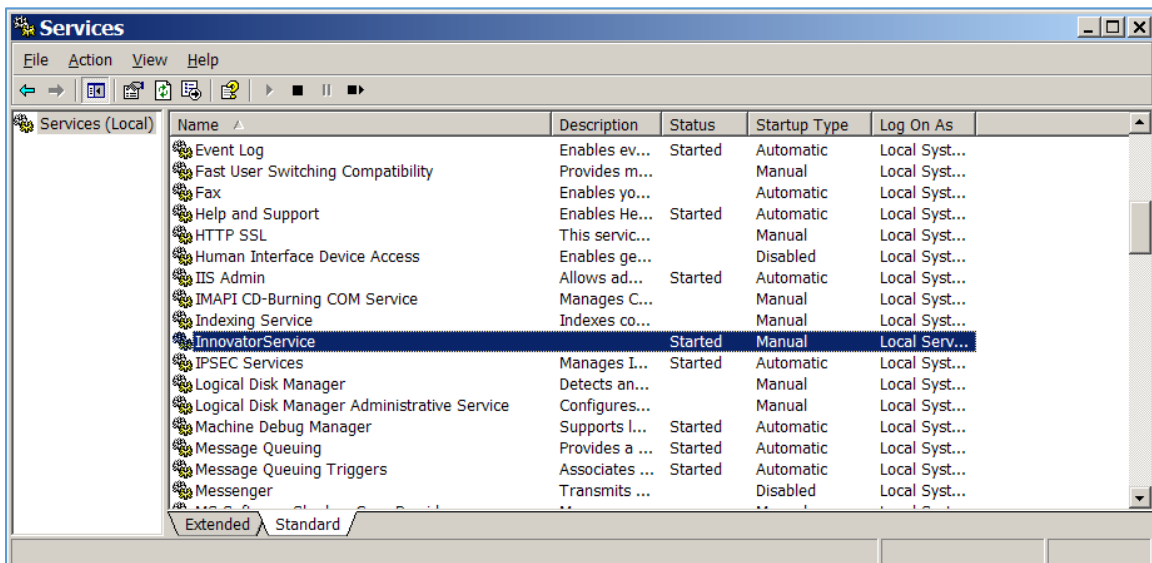 Services
File Action View Help
Services (Local) Name Description Status Startup Type Log On As
Event Log Enables ev... Started Automatic Local Syst...
Fast User Switching Compatibility Provides m... Manual Local Syst...
Fax Enables yo... Automatic Local Syst...
Help and Support Enables He... Started Automatic Local Syst...
HTTP SSL This servic... Manual Local Syst...
Human Interface Device Access Enables ge... Disabled Local Syst...
IIS Admin Allows ad... Started Automatic Local Syst...
IMAPI CD-Burning COM Service Manages C... Manual Local Syst...
Indexing Service Indexes co... Manual Local Syst...
InnovatorService Started Manual Local Serv...
IPSEC Services Manages I... Started Automatic Local Syst...
Logical Disk Manager Detects an... Manual Local Syst...
Logical Disk Manager Administrative Service Configures... Manual Local Syst...
Machine Debug Manager Supports l... Started Automatic Local Syst...
Message Queuing Provides a ... Started Automatic Local Syst...
Message Queuing Triggers Associates ... Started Automatic Local Syst...
Messenger Transmits ... Disabled Local Syst...
Extended Standard